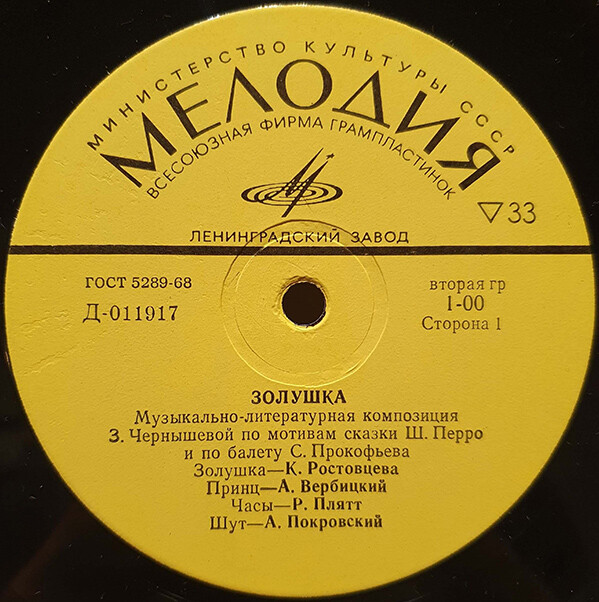 МИНИСТЕРСТВО КУЛЬТУРЫ СССР
МЕЛОДИЯ
ВСЕСОЮЗНАЯ ФИРМА ГРАМПЛАСТИНОК
▽33
ЛЕНИНГРАДСКИЙ ЗАВОД
ГОСТ 5289-68
Д-011917
вторая гр
1-00
Сторона 1
ЗОЛУШКА
Музыкально-литературная композиция
З. Чернышевой по мотивам сказки Ш. Перро
и по балету С. Прокофьева
Золушка—К. Ростовцева
Принц—А. Вербицкий
Часы—Р. Плятт
Шут—А. Покровский